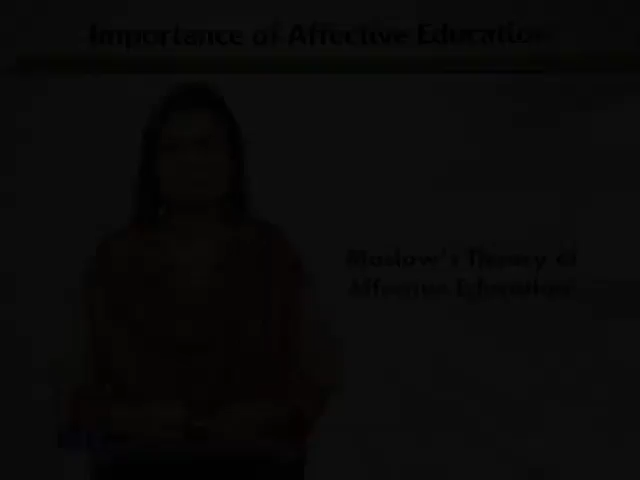 Importance of Affective Education
Maslow's Theory of
Affective Education